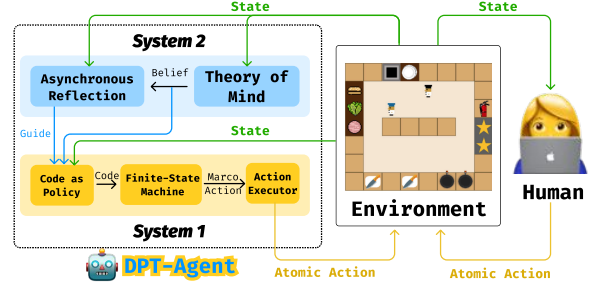 State
State
System 2
Asynchronous
Reflection
Belief
Theory of
Mind
Guide
State
Code as
Policy
Code
Finite-State
Machine
Marco
Action
Action
Executor
System 1
DPT-Agent
Environment
Human
Atomic Action
Atomic Action